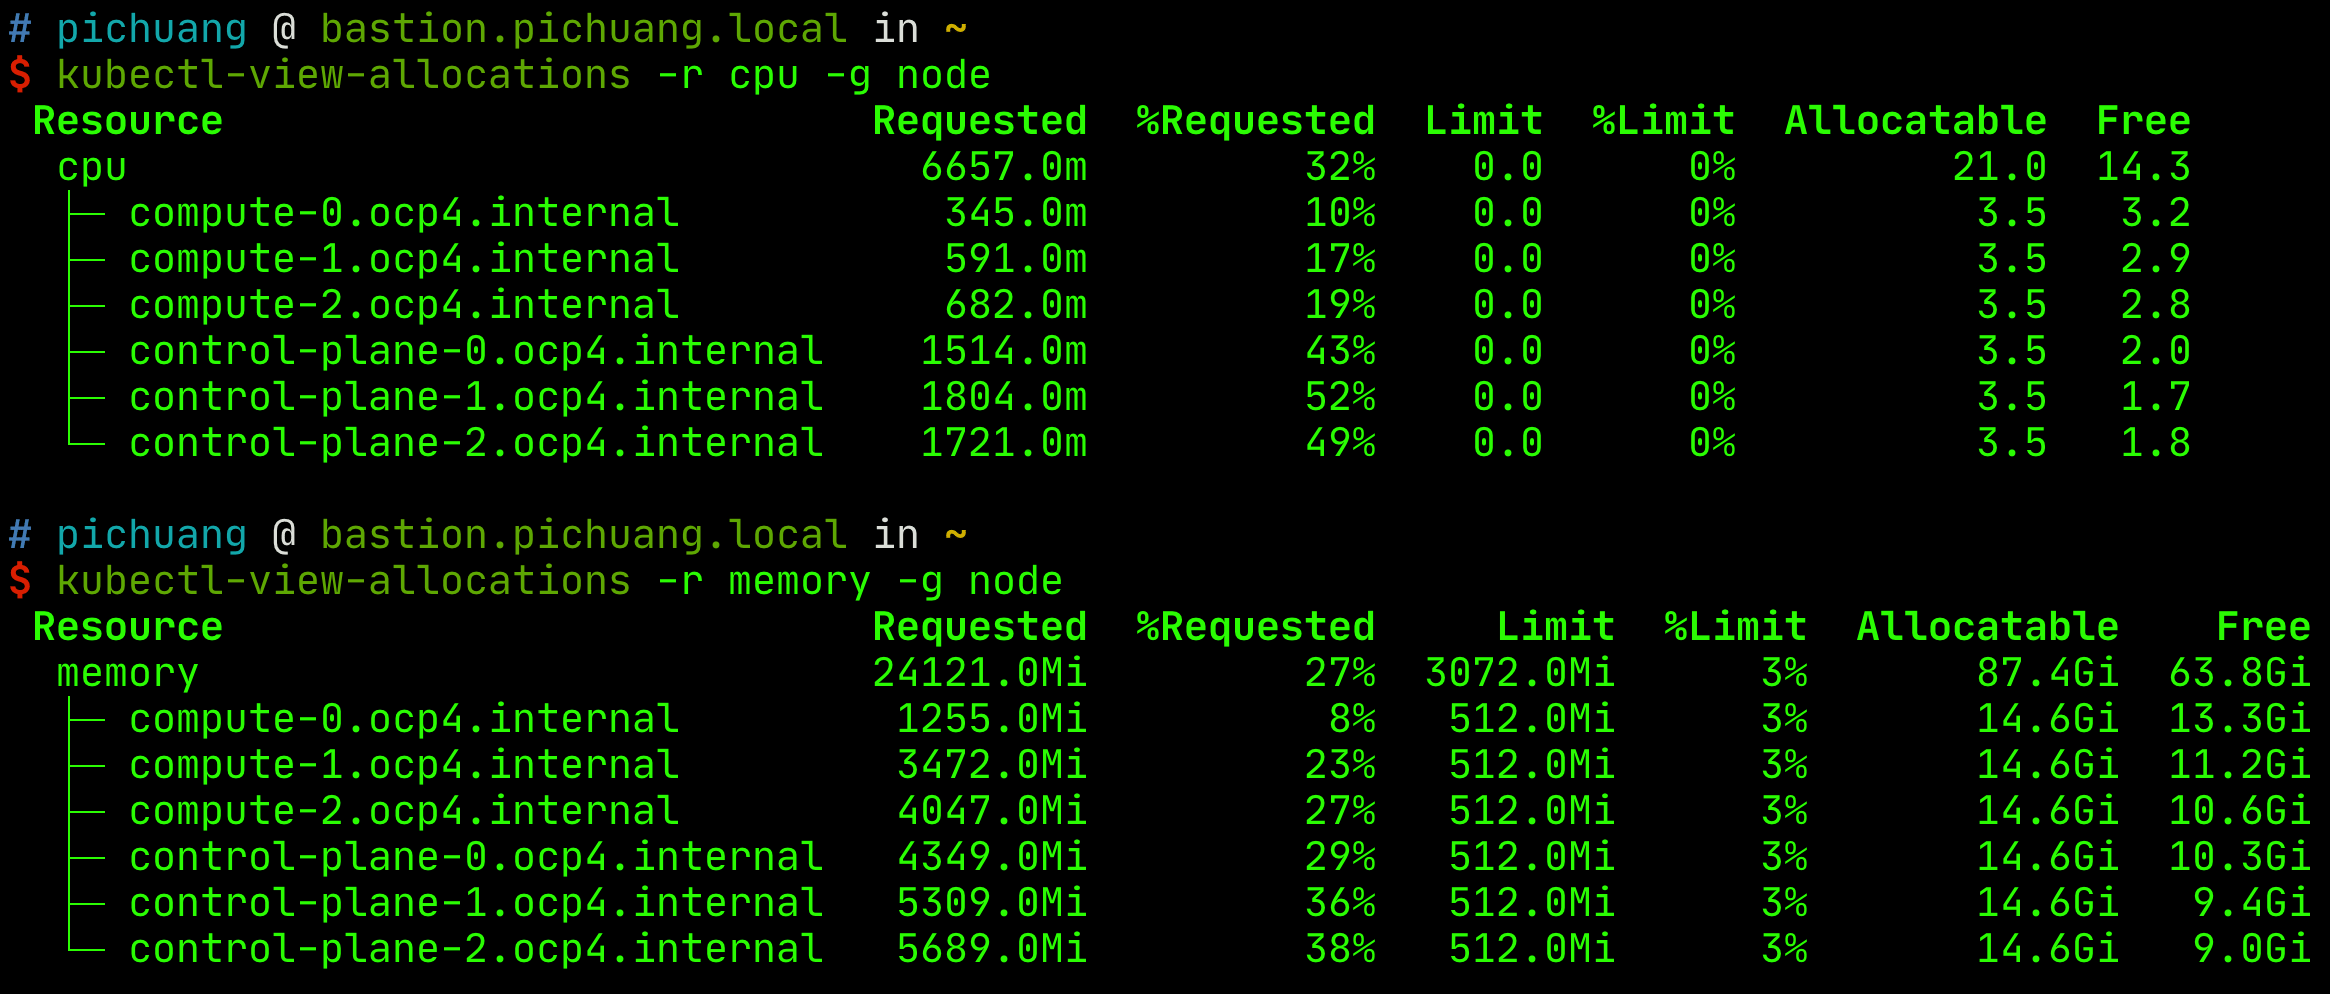 # pichuang @ bastion.pichuang.local in ~
$ kubectl-view-allocations -r cpu -g node
Resource Requested %Requested Limit %Limit Allocatable Free
cpu 6657.0m 32% 0.0 0% 21.0 14.3
├─ compute-0.ocp4.internal 345.0m 10% 0.0 0% 3.5 3.2
├─ compute-1.ocp4.internal 591.0m 17% 0.0 0% 3.5 2.9
├─ compute-2.ocp4.internal 682.0m 19% 0.0 0% 3.5 2.8
├─ control-plane-0.ocp4.internal 1514.0m 43% 0.0 0% 3.5 2.0
├─ control-plane-1.ocp4.internal 1804.0m 52% 0.0 0% 3.5 1.7
└─ control-plane-2.ocp4.internal 1721.0m 49% 0.0 0% 3.5 1.8
# pichuang @ bastion.pichuang.local in ~
$ kubectl-view-allocations -r memory -g node
Resource Requested %Requested Limit %Limit Allocatable Free
memory 24121.0Mi 27% 3072.0Mi 3% 87.4Gi 63.8Gi
├─ compute-0.ocp4.internal 1255.0Mi 8% 512.0Mi 3% 14.6Gi 13.3Gi
├─ compute-1.ocp4.internal 3472.0Mi 23% 512.0Mi 3% 14.6Gi 11.2Gi
├─ compute-2.ocp4.internal 4047.0Mi 27% 512.0Mi 3% 14.6Gi 10.6Gi
├─ control-plane-0.ocp4.internal 4349.0Mi 29% 512.0Mi 3% 14.6Gi 10.3Gi
├─ control-plane-1.ocp4.internal 5309.0Mi 36% 512.0Mi 3% 14.6Gi 9.4Gi
└─ control-plane-2.ocp4.internal 5689.0Mi 38% 512.0Mi 3% 14.6Gi 9.0Gi